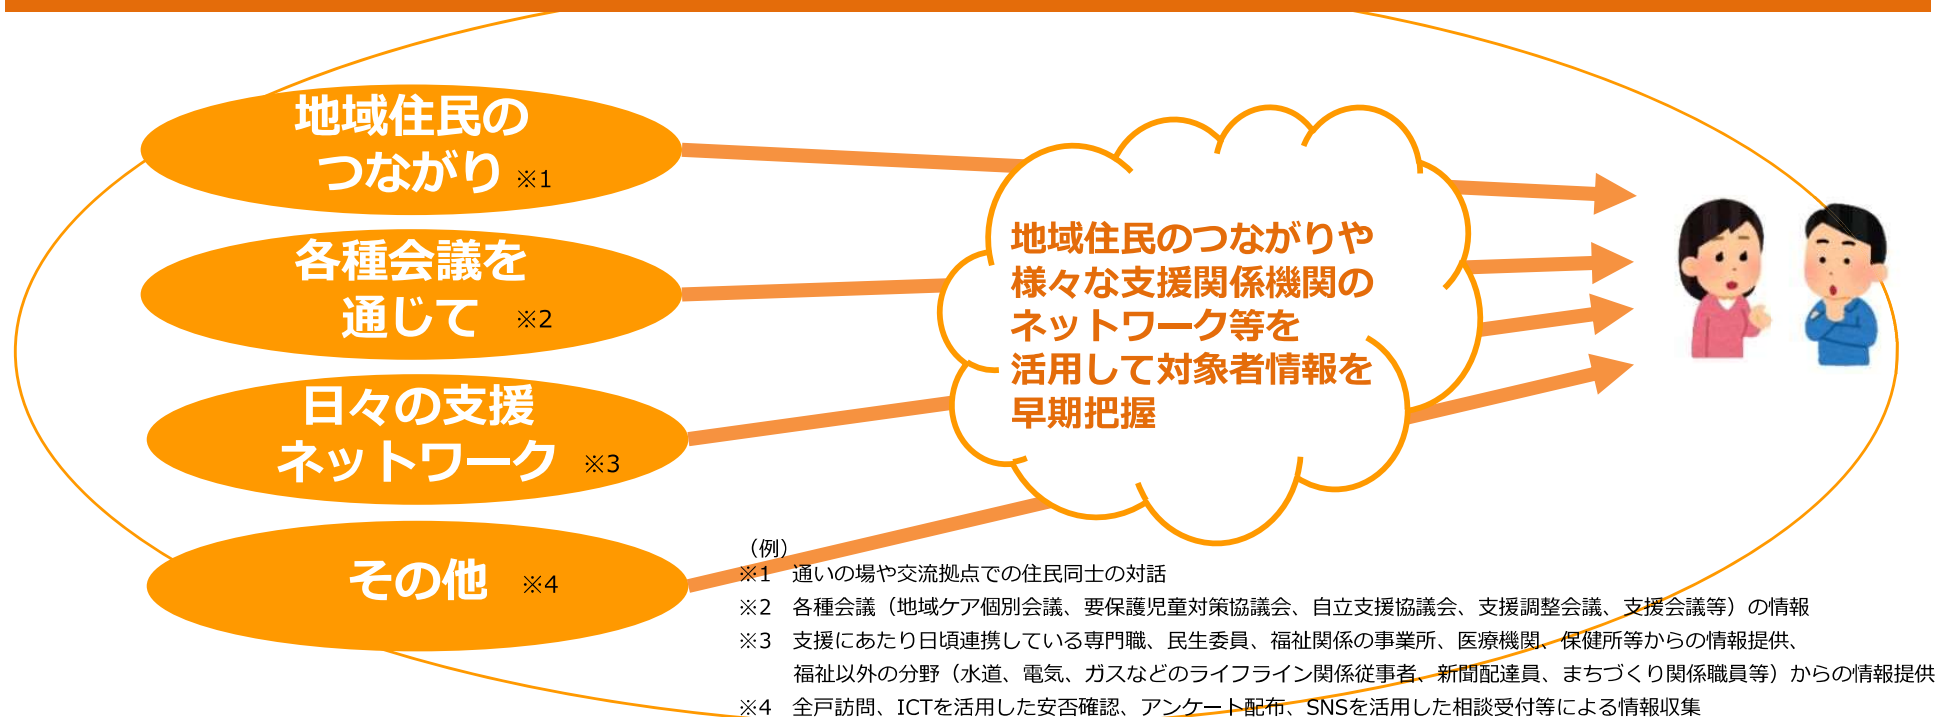 地域住民の
つながり ※1
各種会議を
通じて ※2
日々の支援
ネットワーク ※3
その他 ※4
地域住民のつながりや
様々な支援関係機関の
ネットワーク等を
活用して対象者情報を
早期把握
（例）
※1　通いの場や交流拠点での住民同士の対話
※2　各種会議（地域ケア個別会議、要保護児童対策協議会、自立支援協議会、支援調整会議、支援会議等）の情報
※3　支援にあたり日頃連携している専門職、民生委員、福祉関係の事業所、医療機関、保健所等からの情報提供、
福祉以外の分野（水道、電気、ガスなどのライフライン関係従事者、新聞配達員、まちづくり関係職員等）からの情報提供
※4　全戸訪問、ICTを活用した安否確認、アンケート配布、SNSを活用した相談受付等による情報収集